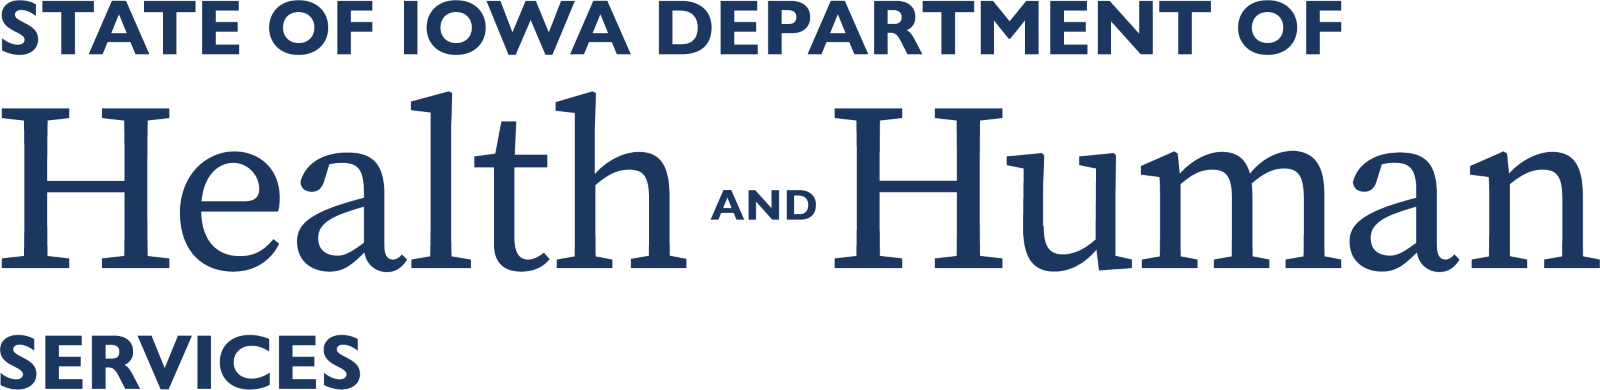 STATE OF IOWA DEPARTMENT OF
Health AND Human
SERVICES